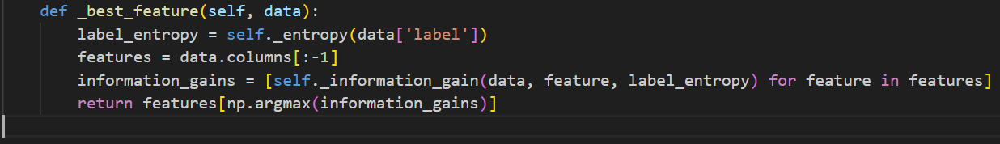 def _best_feature(self, data):
    label_entropy = self._entropy(data['label'])
    features = data.columns[:-1]
    information_gains = [self._information_gain(data, feature, label_entropy) for feature in features]
    return features[np.argmax(information_gains)]